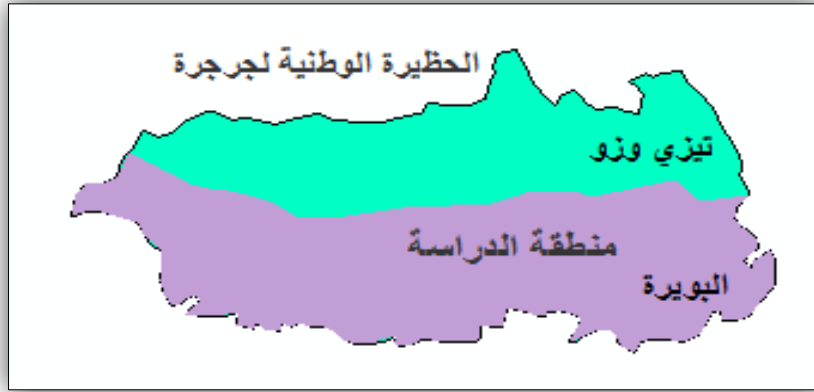 الحظيرة الوطنية لجرجرة
تيزي وزو
منطقة الدراسة
البويرة